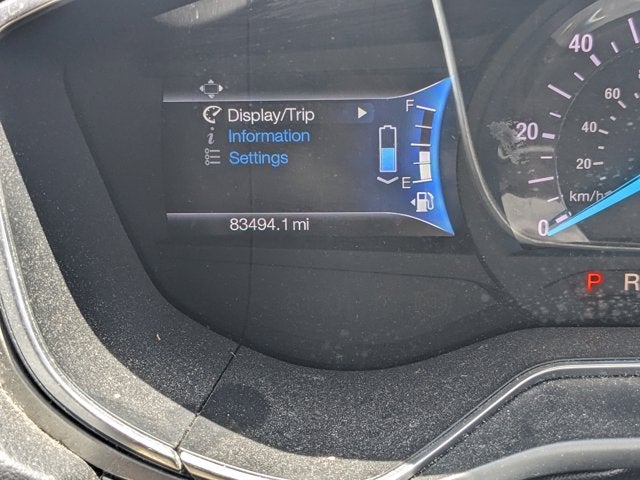 Display/Trip
i Information
Settings
F
E
83494.1 mi
40
60
20
40
20
km/h
0
P R